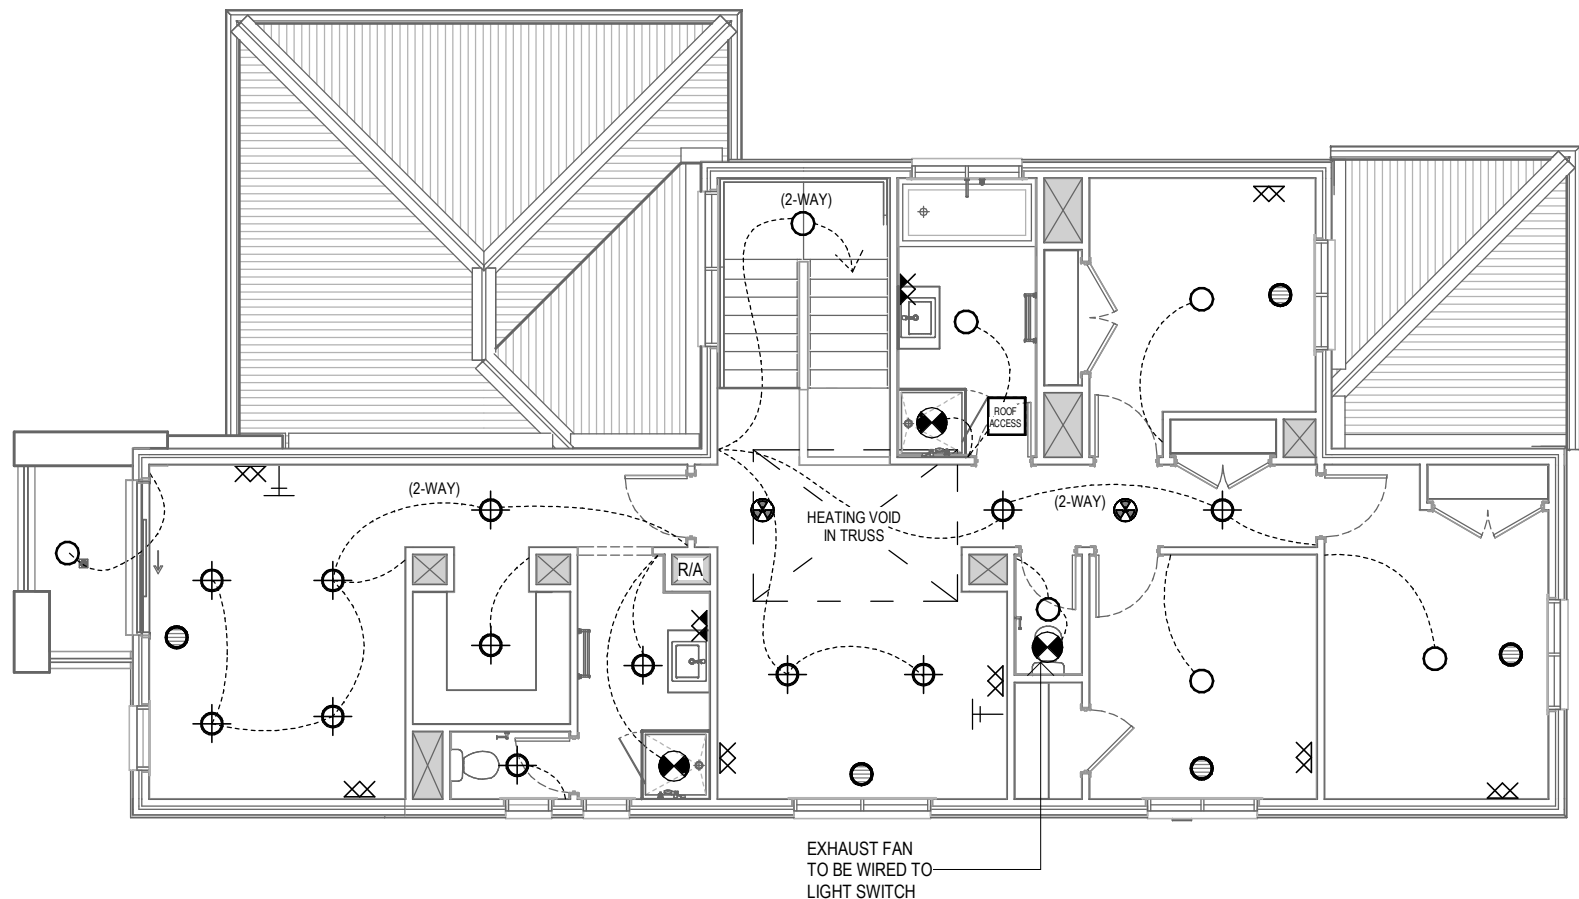 (2-WAY)
ROOF
ACCESS
(2-WAY)
(2-WAY)
HEATING VOID
IN TRUSS
R/A
EXHAUST FAN
TO BE WIRED TO
LIGHT SWITCH